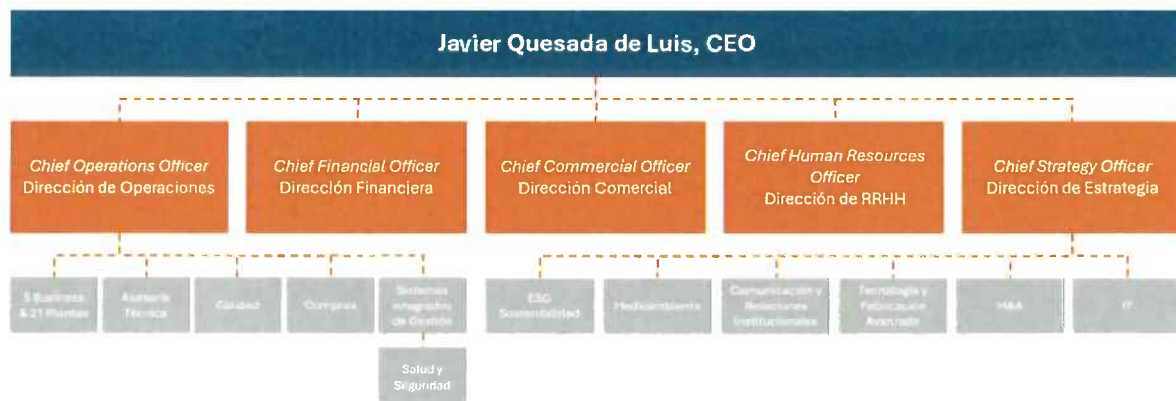 Javier Quesada de Luis, CEO
Chief Operations Officer
Dirección de Operaciones
Chief Financial Officer
Dirección Financiera
Chief Commercial Officer
Dirección Comercial
Chief Human Resources
Officer
Dirección de RRHH
Chief Strategy Officer
Dirección de Estrategia
5 Business
& 21 Plantas
Asesoría
Técnica
Calidad
Compras
Sistemas
Integrados
de Gestión
ESG
Sostenibilidad
Medioambiente
Comunicación y
Relaciones
Institucionales
Tecnología y
Fabricación
Avanzada
M&A
IT
Salud y
Seguridad